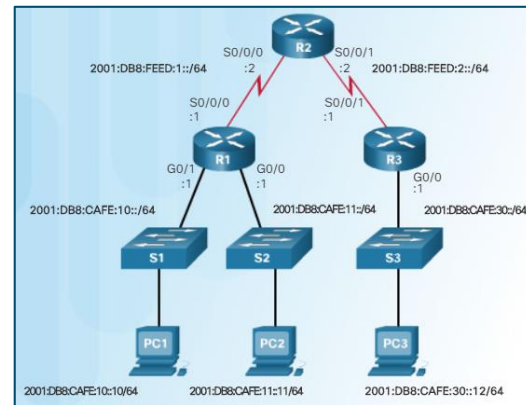 S0/0/0
:2
R2
S0/0/1
:2
2001:DB8:FEED:1::/64
2001:DB8:FEED:2::/64
S0/0/0
:1
S0/0/1
:1
R1
R3
G0/1
:1
G0/0
:1
G0/0
:1
2001:DB8:CAFE:10::/64
2001:DB8:CAFE:11::/64
2001:DB8:CAFE:30::/64
S1
S2
S3
PC1
PC2
PC3
2001:DB8:CAFE:10::10/64
2001:DB8:CAFE:11::11/64
2001:DB8:CAFE:30::12/64